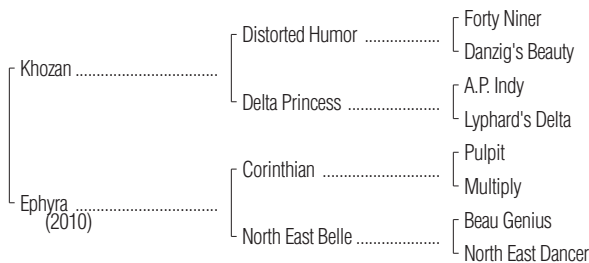 Forty Niner
Distorted Humor ..................
Danzig's Beauty
Khozan ..................................
A.P. Indy
Delta Princess ......................
Lyphard's Delta
Pulpit
Corinthian ............................
Multiply
Ephyra ..................................
(2010)
Beau Genius
North East Belle ....................
North East Dancer